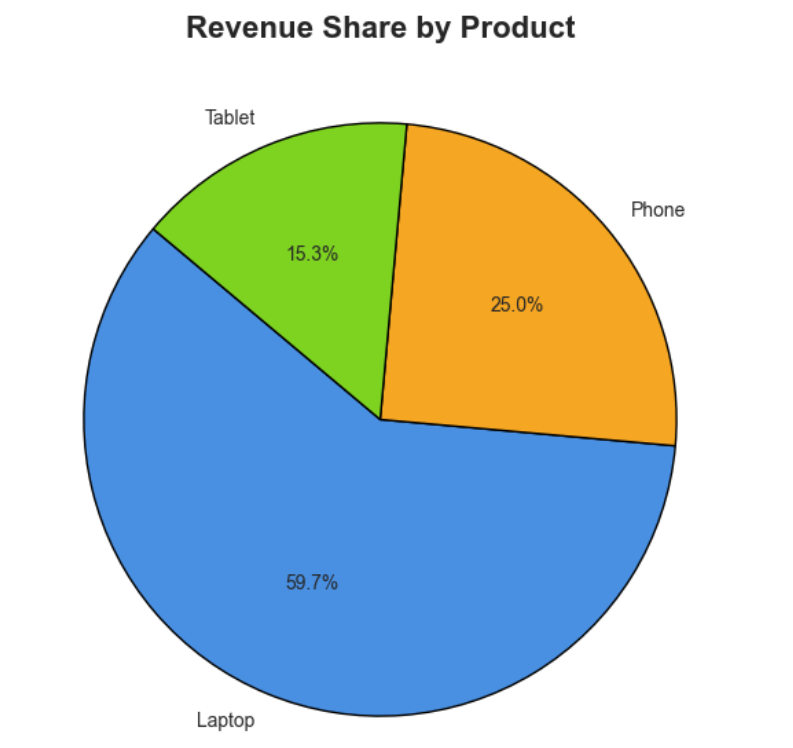 Revenue Share by Product
Tablet
Phone
15.3%
25.0%
59.7%
Laptop